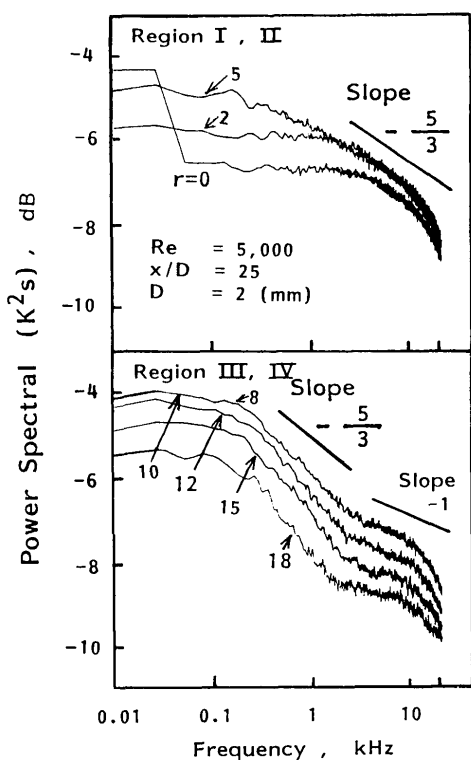 Region I , II
-4
5
Slope
2
- 5/3
-6
r=0
-8
Re = 5,000
x/D = 25
D = 2 (mm)
-10
Power Spectral (K²s) , dB
Region III, IV
-4
8
Slope
- 5/3
10
12
-6
15
Slope
-1
18
-8
-10
0.01 0.1 1 10
Frequency , kHz